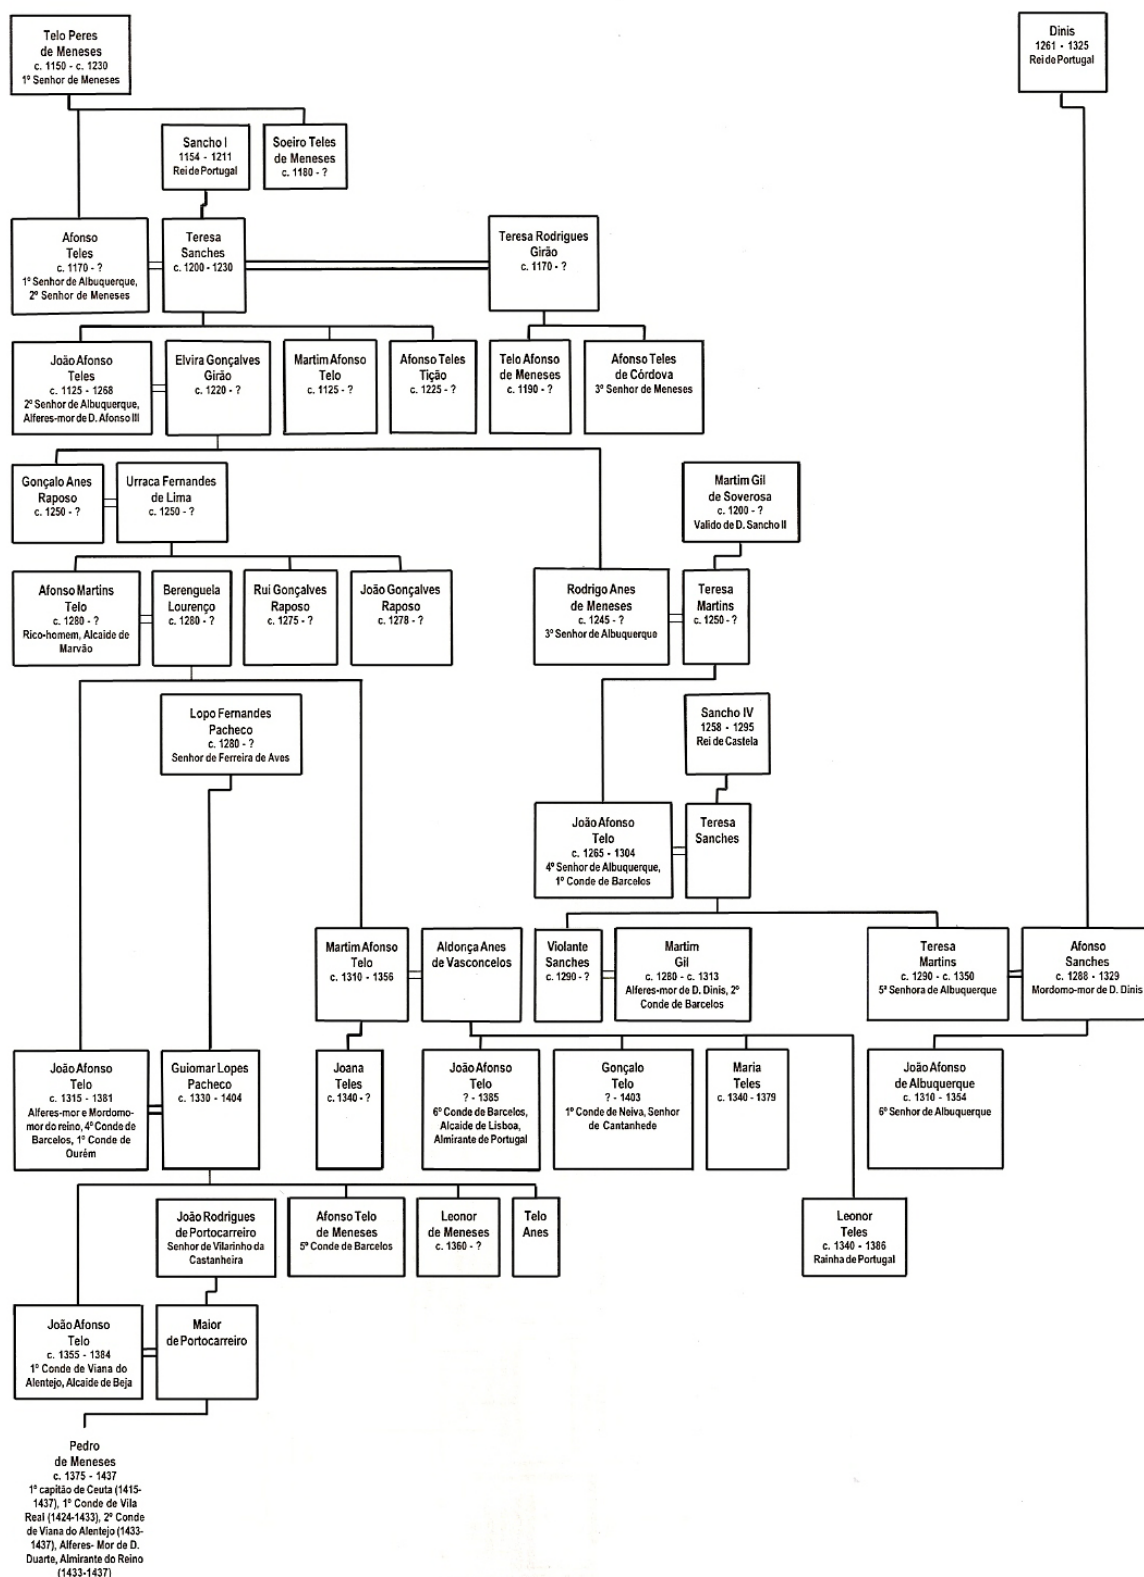 Telo Peres
de Meneses
c. 1150 - c. 1230
1º Senhor de Meneses
Dinis
1261 - 1325
Rei de Portugal
Sancho I
1154 - 1211
Rei de Portugal
Soeiro Teles
de Meneses
c. 1180 - ?
Afonso
Teles
c. 1170 - ?
1º Senhor de Albuquerque,
2º Senhor de Meneses
Teresa
Sanches
c. 1200 - 1230
Teresa Rodrigues
Girão
c. 1170 - ?
João Afonso
Teles
c. 1125 - 1268
2º Senhor de Albuquerque,
Alferes-mor de D. Afonso III
Elvira Gonçalves
Girão
c. 1220 - ?
Martim Afonso
Telo
c. 1125 - ?
Afonso Teles
Tição
c. 1225 - ?
Telo Afonso
de Meneses
c. 1190 - ?
Afonso Teles
de Córdova
3º Senhor de Meneses
Gonçalo Anes
Raposo
c. 1250 - ?
Urraca Fernandes
de Lima
c. 1250 - ?
Martim Gil
de Soverosa
c. 1200 - ?
Valido de D. Sancho II
Afonso Martins
Telo
c. 1280 - ?
Rico-homem, Alcaide de
Marvão
Berenguela
Lourenço
c. 1280 - ?
Rui Gonçalves
Raposo
c. 1275 - ?
João Gonçalves
Raposo
c. 1278 - ?
Rodrigo Anes
de Meneses
c. 1245 - ?
3º Senhor de Albuquerque
Teresa
Martins
c. 1250 - ?
Lopo Fernandes
Pacheco
c. 1280 - ?
Senhor de Ferreira de Aves
Sancho IV
1258 - 1295
Rei de Castela
João Afonso
Telo
c. 1265 - 1304
4º Senhor de Albuquerque,
1º Conde de Barcelos
Teresa
Sanches
Martim Afonso
Telo
c. 1310 - 1356
Aldonça Anes
de Vasconcelos
Violante
Sanches
c. 1290 - ?
Martim
Gil
c. 1280 - c. 1313
Alferes-mor de D. Dinis, 2º
Conde de Barcelos
Teresa
Martins
c. 1290 - c. 1350
5ª Senhora de Albuquerque
Afonso
Sanches
c. 1288 - 1329
Mordomo-mor de D. Dinis
João Afonso
Telo
c. 1315 - 1381
Alferes-mor e Mordomo-
mor do reino, 4º Conde de
Barcelos, 1º Conde de
Ourém
Guiomar Lopes
Pacheco
c. 1330 - 1404
Joana
Teles
c. 1340 - ?
João Afonso
Telo
? - 1385
6º Conde de Barcelos,
Alcaide de Lisboa,
Almirante de Portugal
Gonçalo
Telo
? - 1403
1º Conde de Neiva, Senhor
de Cantanhede
Maria
Teles
c. 1340 - 1379
João Afonso
de Albuquerque
c. 1310 - 1354
6º Senhor de Albuquerque
João Rodrigues
de Portocarreiro
Senhor de Vilarinho da
Castanheira
Afonso Telo
de Meneses
5º Conde de Barcelos
Leonor
de Meneses
c. 1360 - ?
Telo
Anes
Leonor
Teles
c. 1340 - 1386
Rainha de Portugal
João Afonso
Telo
c. 1355 - 1384
1º Conde de Viana do
Alentejo, Alcaide de Beja
Maior
de Portocarreiro
Pedro
de Meneses
c. 1375 - 1437
1º capitão de Ceuta (1415-
1437), 1º Conde de Vila
Real (1424-1433), 2º Conde
de Viana do Alentejo (1433-
1437), Alferes- Mor de D.
Duarte, Almirante do Reino
(1433-1437)